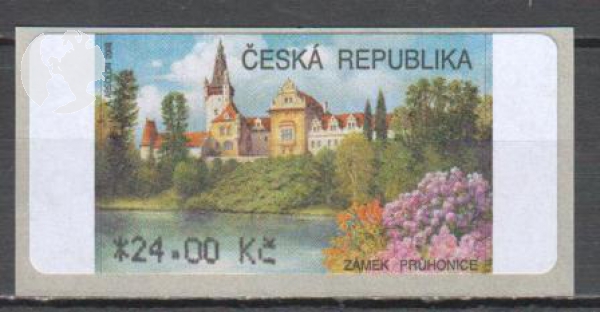 ČESKÁ REPUBLIKA
*24.00 Kč
ZÁMEK PRŮHONICE